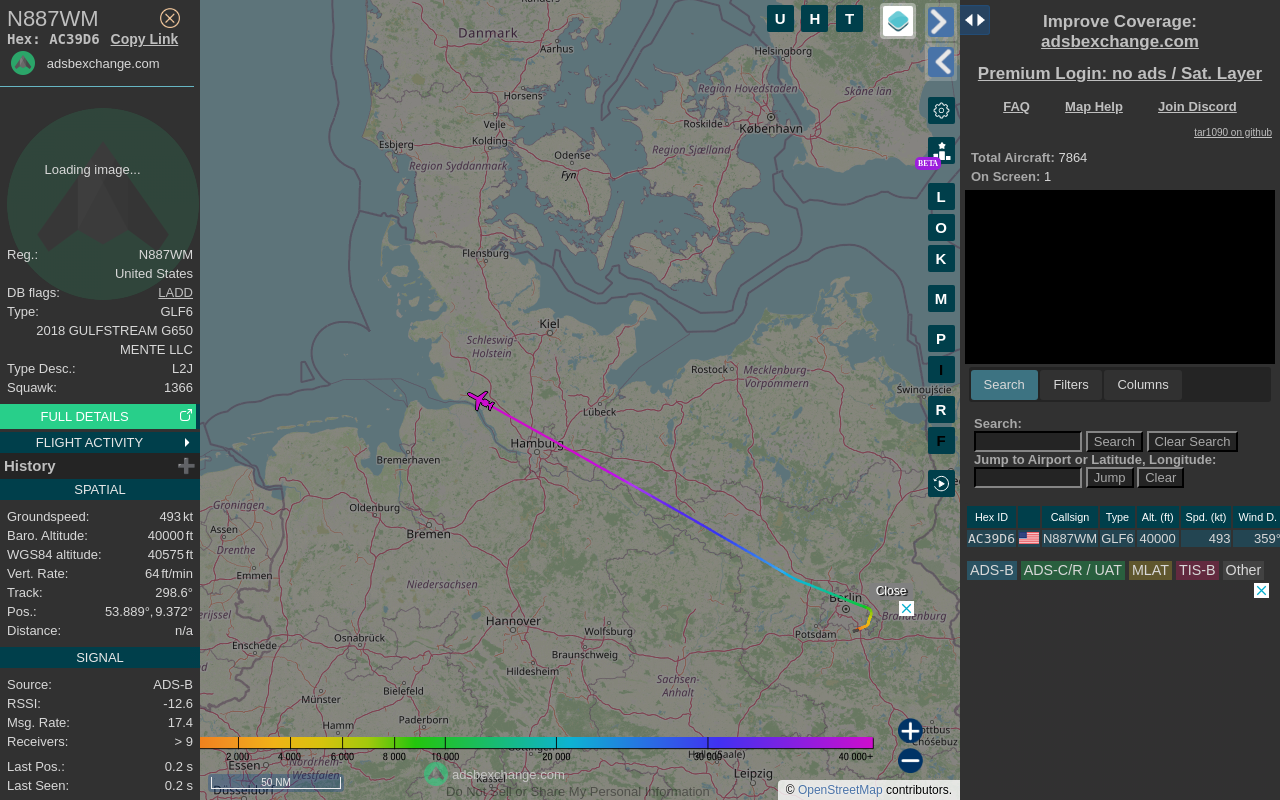 N887WM
Hex: AC39D6 Copy Link
adsbexchange.com
Loading image...
Reg.: N887WM
United States
DB flags: LADD
Type: GLF6
2018 GULFSTREAM G650
MENTE LLC
Type Desc.: L2J
Squawk: 1366
FULL DETAILS
FLIGHT ACTIVITY
History
SPATIAL
Groundspeed: 493 kt
Baro. Altitude: 40000 ft
WGS84 altitude: 40575 ft
Vert. Rate: 64 ft/min
Track: 298.6°
Pos.: 53.889°, 9.372°
Distance: n/a
SIGNAL
Source: ADS-B
RSSI: -12.6
Msg. Rate: 17.4
Receivers: > 9
Last Pos.: 0.2 s
Last Seen: 0.2 s
U H T
L
O
K
M
P
I
R
F
BETA
Danmark
Aarhus
Helsingborg
Horsens
Region Hovedstaden
Skåne län
Vejle
Roskilde
København
Esbjerg
Kolding
Odense
Region Sjælland
Region Syddanmark
Fyn
Flensburg
Kiel
Schleswig-
Holstein
Rostock
Mecklenburg-
Vorpommern
Świnoujście
Lübeck
Hamburg
Bremerhaven
Groningen
Oldenburg
Assen
Bremen
Drenthe
Emmen
Niedersachsen
Close
Berlin
Brandenburg
erijssel
Hannover
Potsdam
Wolfsburg
Osnabrück
Enschede
Braunschweig
Hildesheim
Sachsen-
Anhalt
Bielefeld
Münster
Paderborn
Hamm
ottbus
Chóśebuz
Halle (Saale)
2 000 4 000 6 000 8 000 10 000 20 000 30 000 40 000+
Nordrhein-
Westfalen
Essen
Leipzig
Kassel
Düsseldorf
50 NM
adsbexchange.com
Do Not Sell or Share My Personal Information
© OpenStreetMap contributors.
Improve Coverage:
adsbexchange.com
Premium Login: no ads / Sat. Layer
FAQ Map Help Join Discord
tar1090 on github
Total Aircraft: 7864
On Screen: 1
Search Filters Columns
Search:
Search Clear Search
Jump to Airport or Latitude, Longitude:
Jump Clear
Hex ID Callsign Type Alt. (ft) Spd. (kt) Wind D.
AC39D6 N887WM GLF6 40000 493 359°
ADS-B ADS-C/R / UAT MLAT TIS-B Other